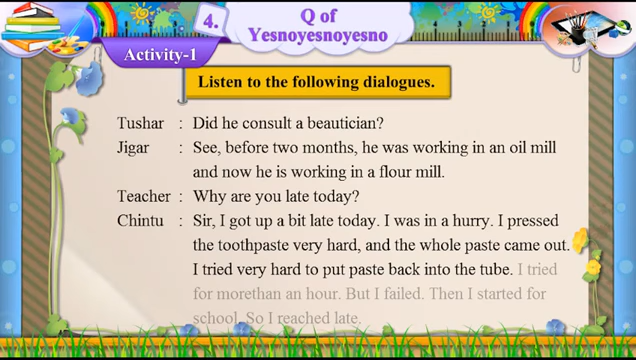 4.
Q of
Yesnoyesnoyesno
Activity-1
Listen to the following dialogues.
Tushar : Did he consult a beautician?
Jigar : See, before two months, he was working in an oil mill
and now he is working in a flour mill.
Teacher : Why are you late today?
Chintu : Sir, I got up a bit late today. I was in a hurry. I pressed
the toothpaste very hard, and the whole paste came out.
I tried very hard to put paste back into the tube. I tried
for morethan an hour. But I failed. Then I started for
school. So I reached late.